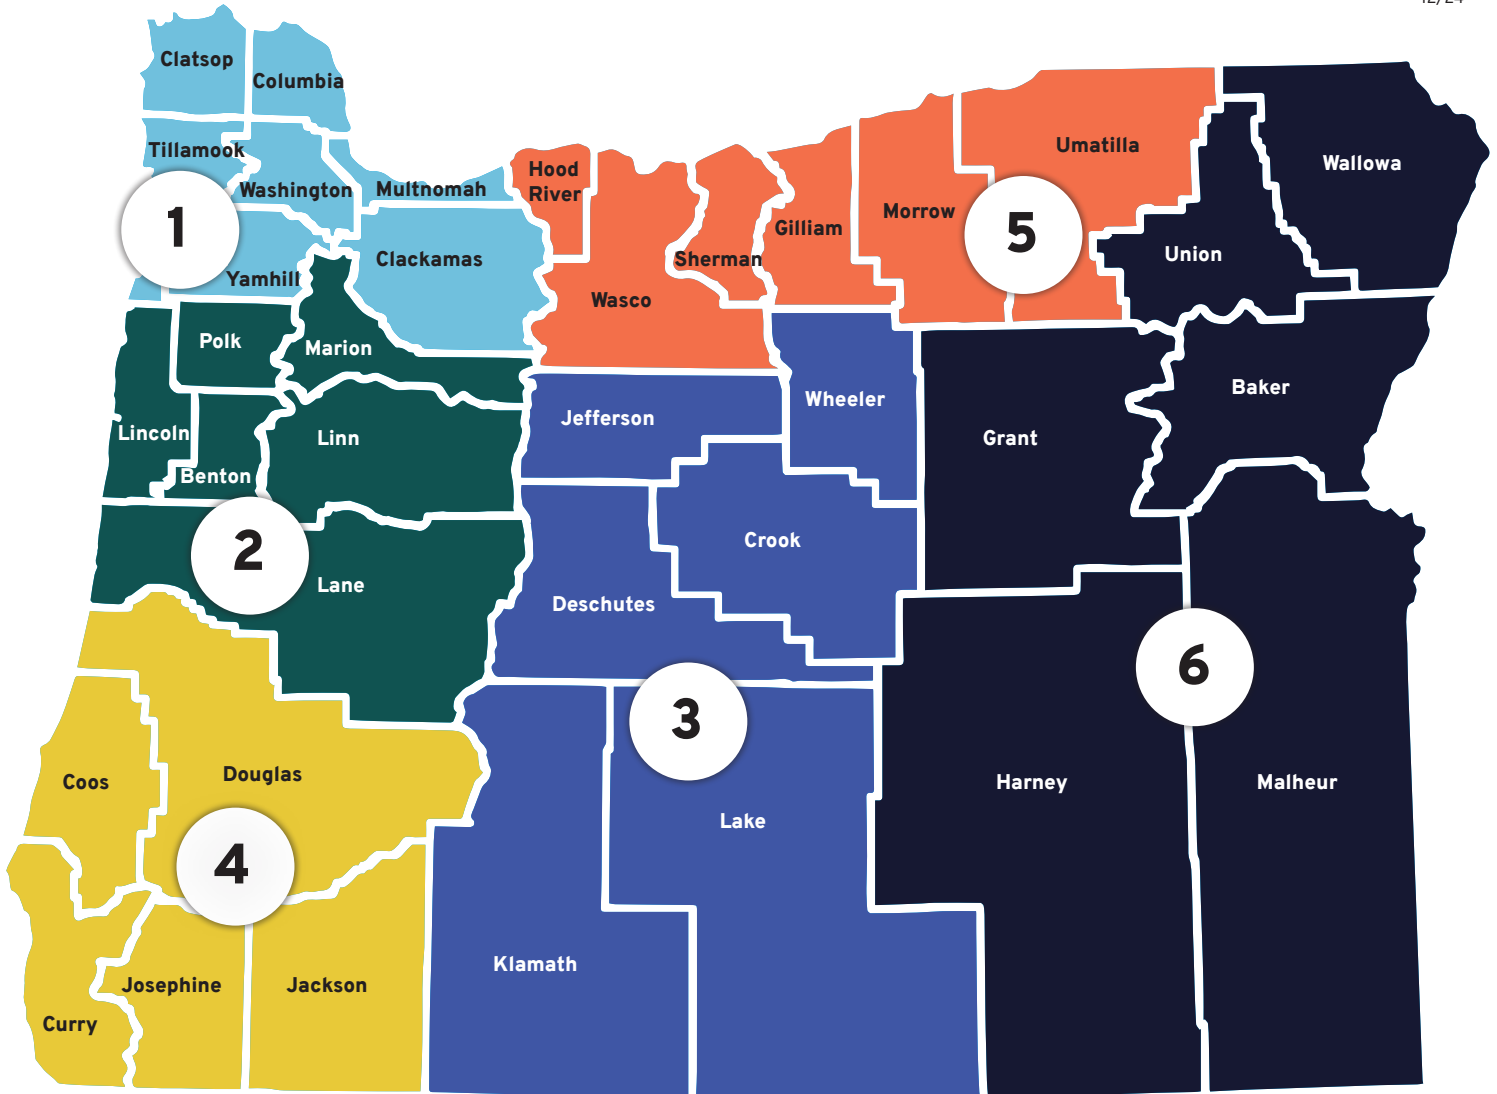 12/24
Clatsop
Columbia
Tillamook
Washington
Multnomah
Hood
River
Umatilla
Wallowa
1
Yamhill
Clackamas
Sherman
Gilliam
Morrow
5
Union
Wasco
Polk
Marion
Wheeler
Baker
Jefferson
Lincoln
Linn
Grant
Benton
2
Lane
Crook
Deschutes
6
3
Coos
Douglas
Lake
Harney
Malheur
4
Klamath
Josephine
Jackson
Curry